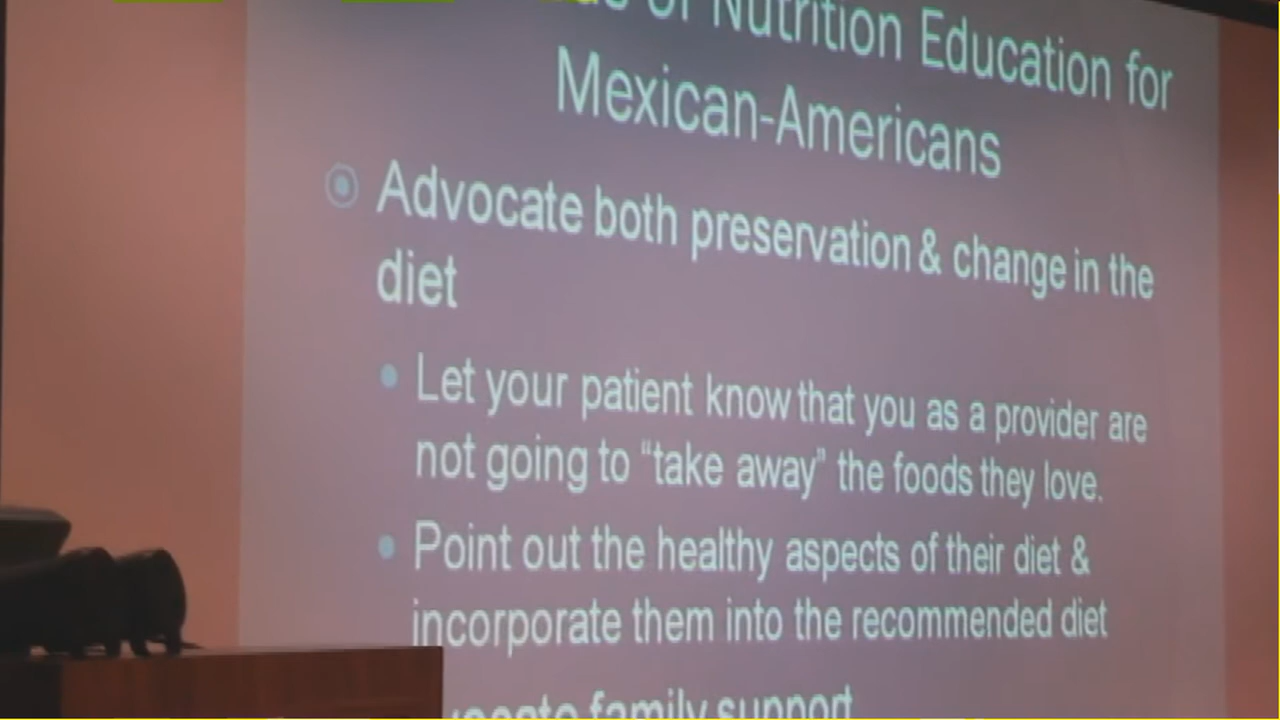 of Nutrition Education for
Mexican-Americans
Advocate both preservation & change in the
diet
Let your patient know that you as a provider are
not going to "take away" the foods they love.
Point out the healthy aspects of their diet &
incorporate them into the recommended diet
family support